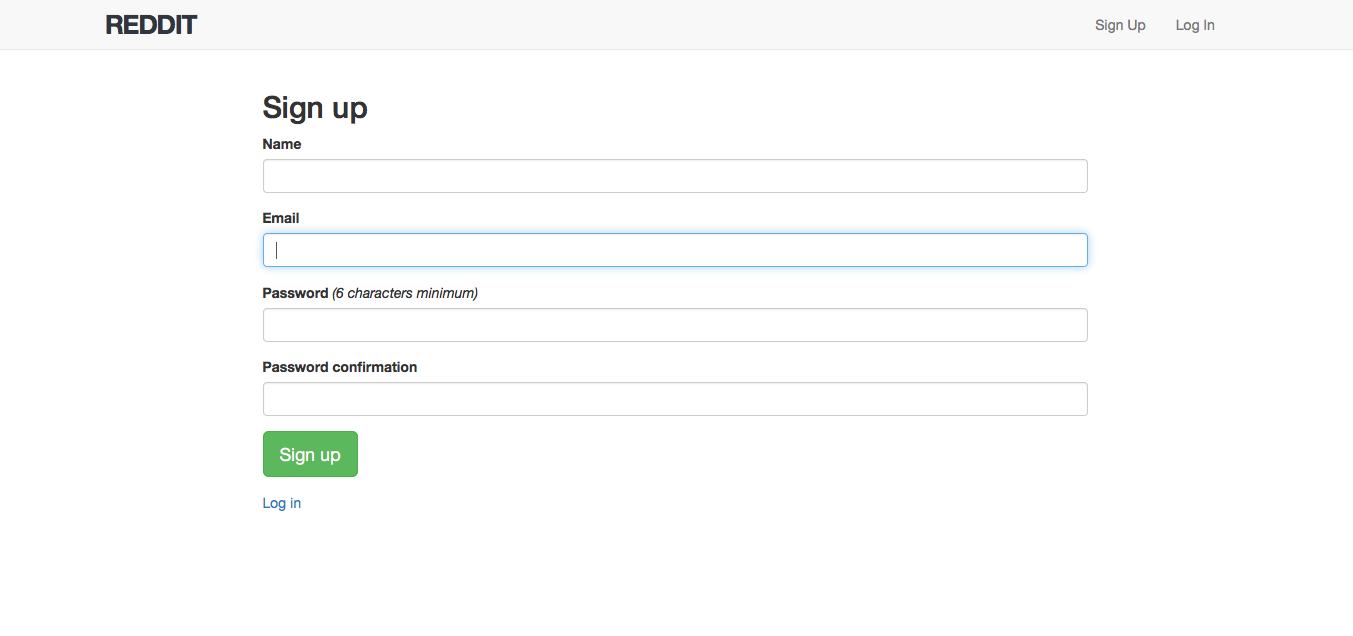 REDDIT Sign Up Log In
Sign up
Name
Email
Password (6 characters minimum)
Password confirmation
Sign up
Log in